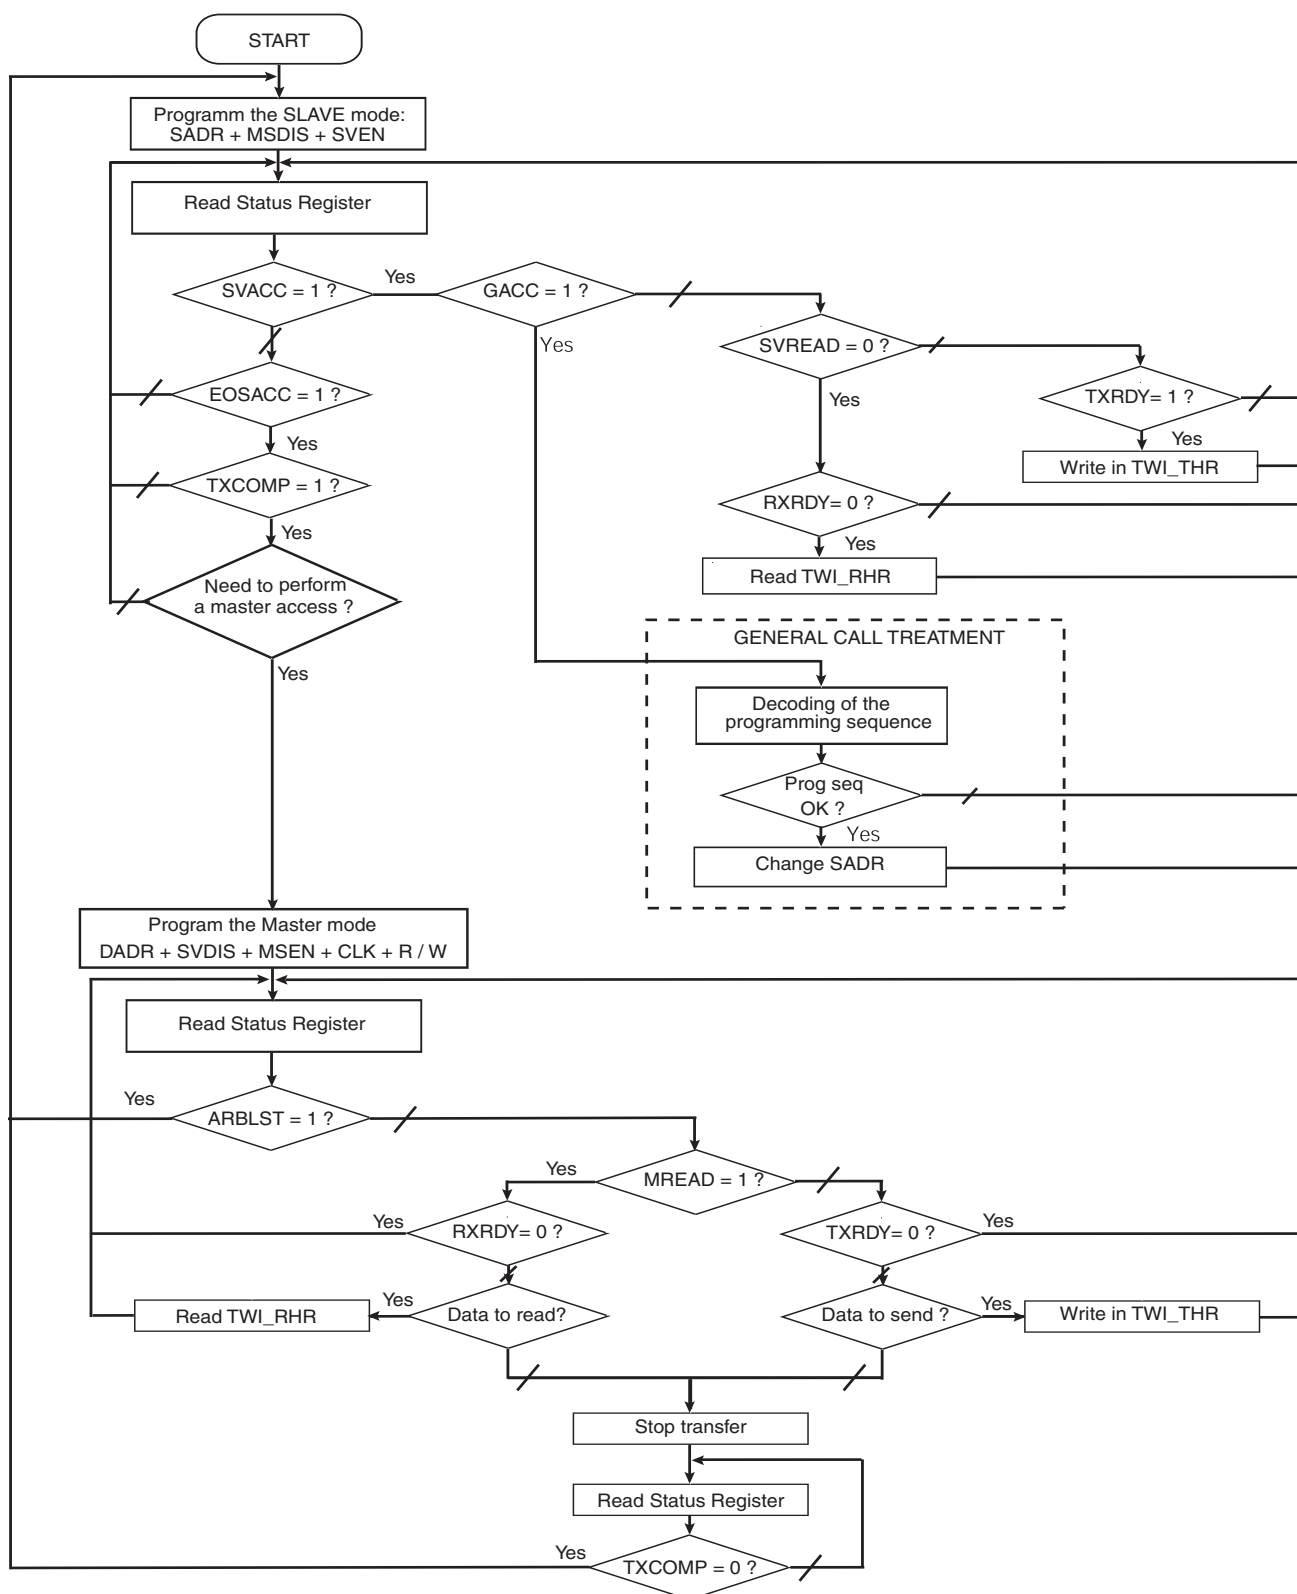 START
Programm the SLAVE mode:
SADR + MSDIS + SVEN
Read Status Register
SVACC = 1 ?
Yes
GACC = 1 ?
Yes
SVREAD = 0 ?
Yes
EOSACC = 1 ?
Yes
TXRDY= 1 ?
Yes
Write in TWI_THR
TXCOMP = 1 ?
Yes
RXRDY= 0 ?
Yes
Read TWI_RHR
Need to perform
a master access ?
Yes
GENERAL CALL TREATMENT
Decoding of the
programming sequence
Prog seq
OK ?
Yes
Change SADR
Program the Master mode
DADR + SVDIS + MSEN + CLK + R / W
Read Status Register
Yes
ARBLST = 1 ?
Yes
MREAD = 1 ?
Yes
RXRDY= 0 ?
TXRDY= 0 ?
Yes
Read TWI_RHR
Yes
Data to read?
Data to send ?
Yes
Write in TWI_THR
Stop transfer
Read Status Register
Yes
TXCOMP = 0 ?